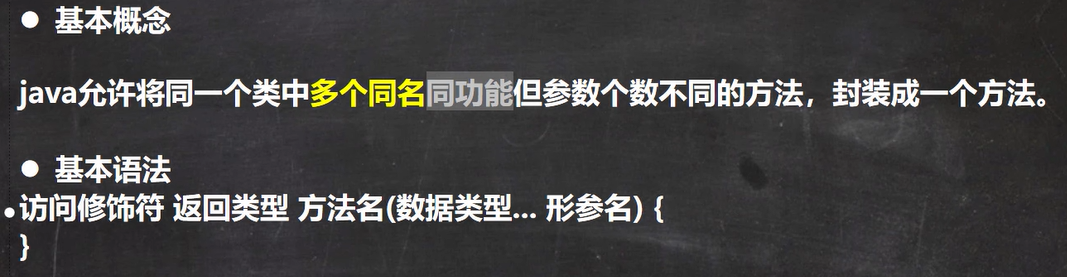 ● 基本概念
java允许将同一个类中多个同名同功能但参数个数不同的方法，封装成一个方法。
● 基本语法
●访问修饰符 返回类型 方法名(数据类型... 形参名) {
}